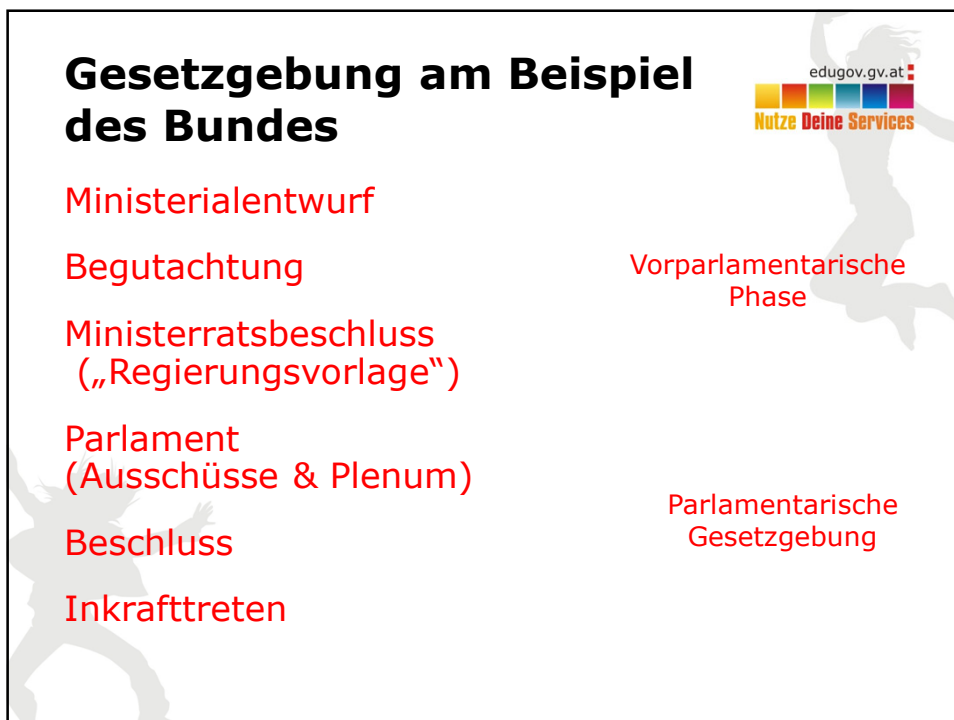 Gesetzgebung am Beispiel
des Bundes
edugov.gv.at
Nutze Deine Services
Ministerialentwurf
Begutachtung
Vorparlamentarische
Phase
Ministerratsbeschluss
(„Regierungsvorlage“)
Parlament
(Ausschüsse & Plenum)
Parlamentarische
Gesetzgebung
Beschluss
Inkrafttreten